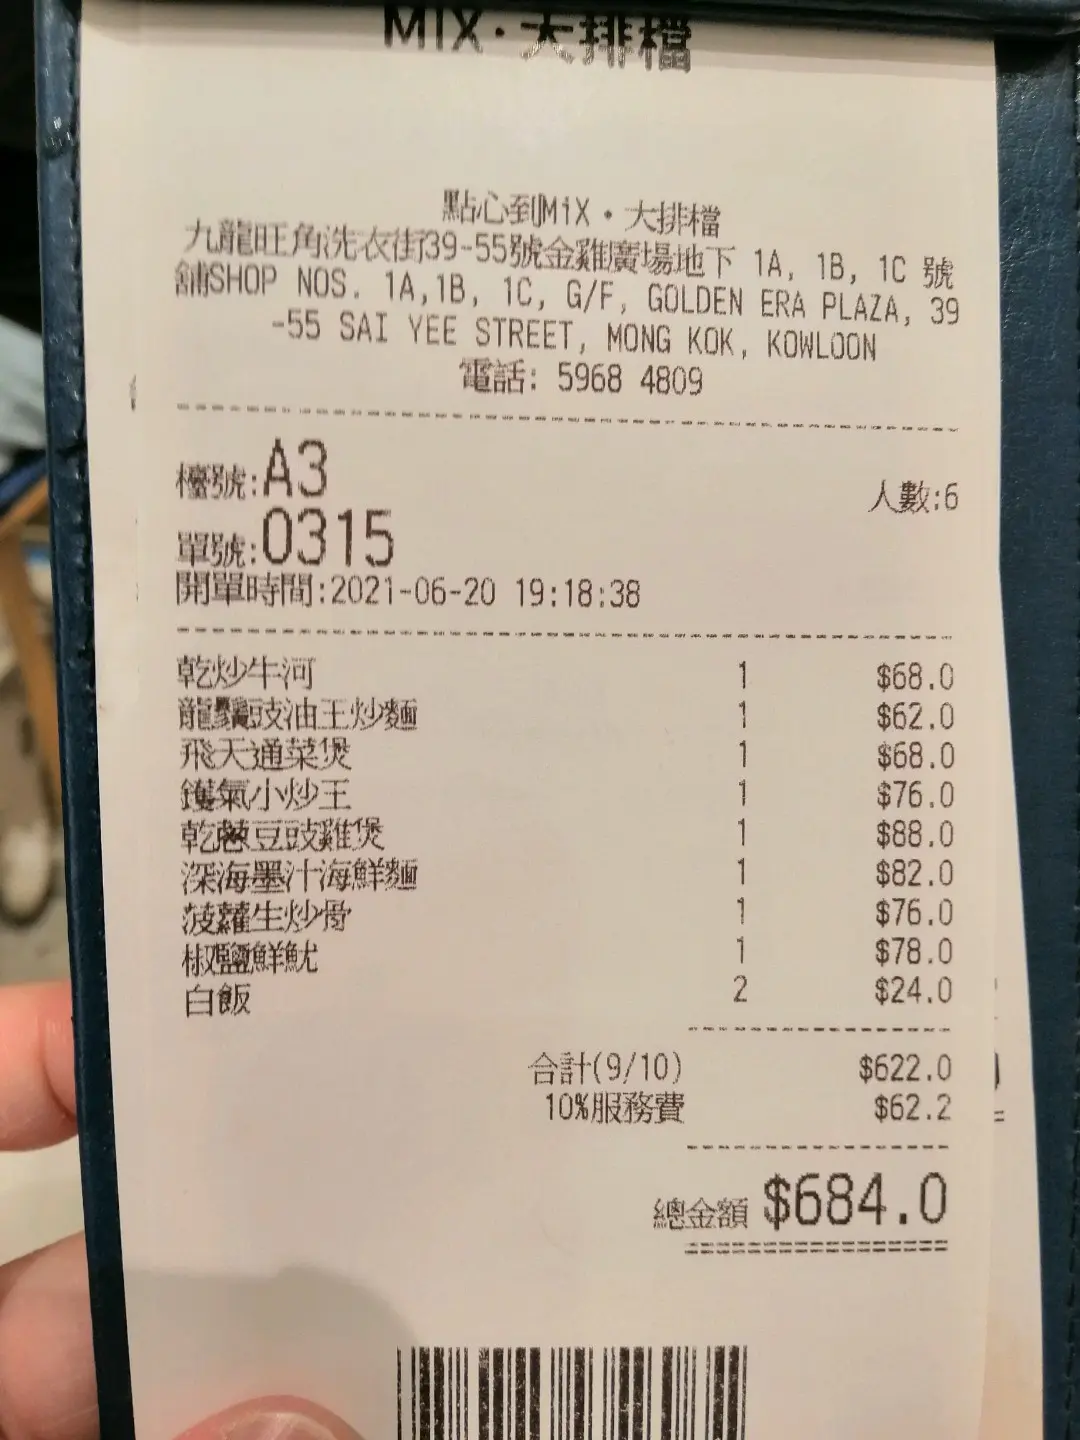 MIX·大排檔
點心到MiX·大排檔
九龍旺角洗衣街39-55號金雞廣場地下 1A, 1B, 1C 號
舖SHOP NOS. 1A,1B, 1C, G/F, GOLDEN ERA PLAZA, 39
-55 SAI YEE STREET, MONG KOK, KOWLOON
電話: 5968 4809
檯號:A3 人數:6
單號:0315
開單時間:2021-06-20 19:18:38
乾炒牛河 1 $68.0
龍鬚豉油王炒麵 1 $62.0
飛天通菜煲 1 $68.0
鑊氣小炒王 1 $76.0
乾蔥豆豉雞煲 1 $88.0
深海墨汁海鮮麵 1 $82.0
菠蘿生炒骨 1 $76.0
椒鹽鮮魷 1 $78.0
白飯 2 $24.0
合計(9/10) $622.0
10%服務費 $62.2
總金額 $684.0